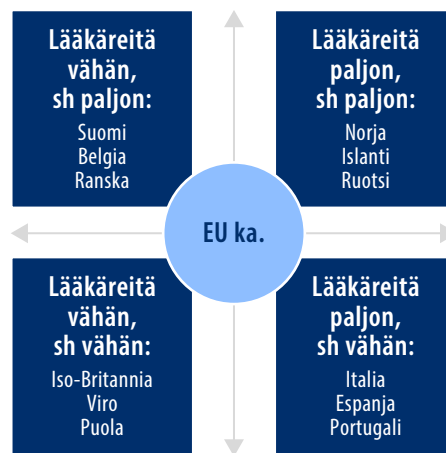 Lääkäreitä
vähän,
sh paljon:
Suomi
Belgia
Ranska
Lääkäreitä
paljon,
sh paljon:
Norja
Islanti
Ruotsi
EU ka.
Lääkäreitä
vähän,
sh vähän:
Iso-Britannia
Viro
Puola
Lääkäreitä
paljon,
sh vähän:
Italia
Espanja
Portugali